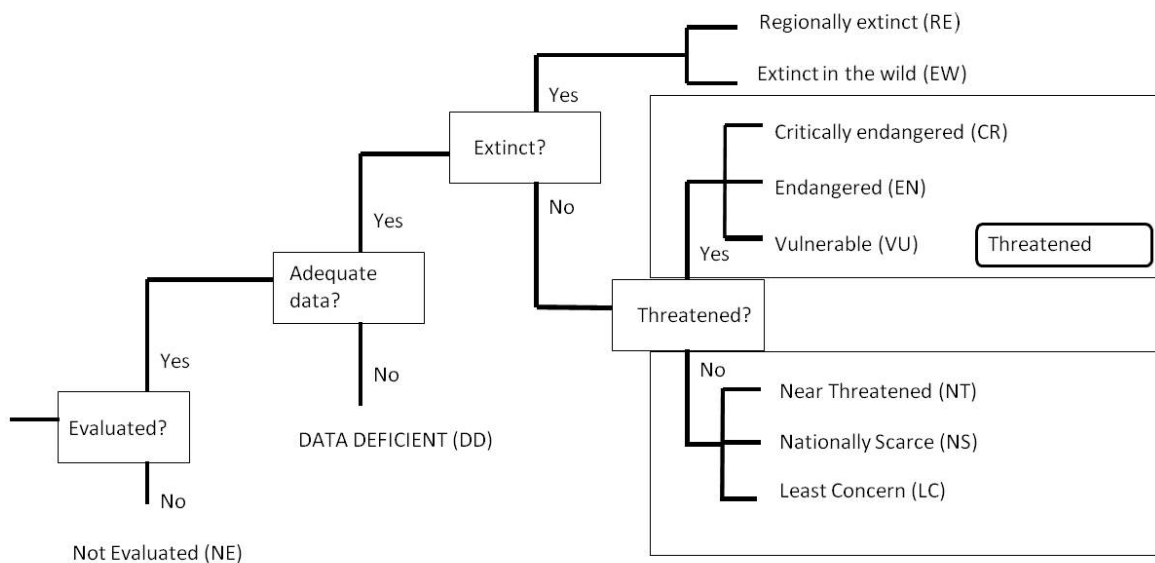 Regionally extinct (RE)
Extinct in the wild (EW)
Yes
Extinct?
Critically endangered (CR)
No
Endangered (EN)
Yes
Vulnerable (VU)
Threatened
Yes
Adequate
data?
Threatened?
Yes
No
No
Near Threatened (NT)
Evaluated?
DATA DEFICIENT (DD)
Nationally Scarce (NS)
Least Concern (LC)
No
Not Evaluated (NE)